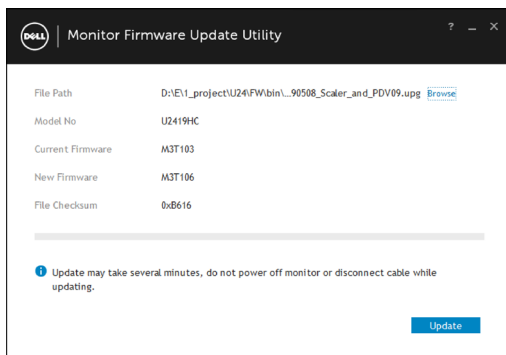 DELL | Monitor Firmware Update Utility ? _ X
File Path D:\E\1_project\U24\FW\bin\...90508_Scaler_and_PDV09.upg Browse
Model No U2419HC
Current Firmware M3T103
New Firmware M3T106
File Checksum 0xB616
Update may take several minutes, do not power off monitor or disconnect cable while
updating.
Update